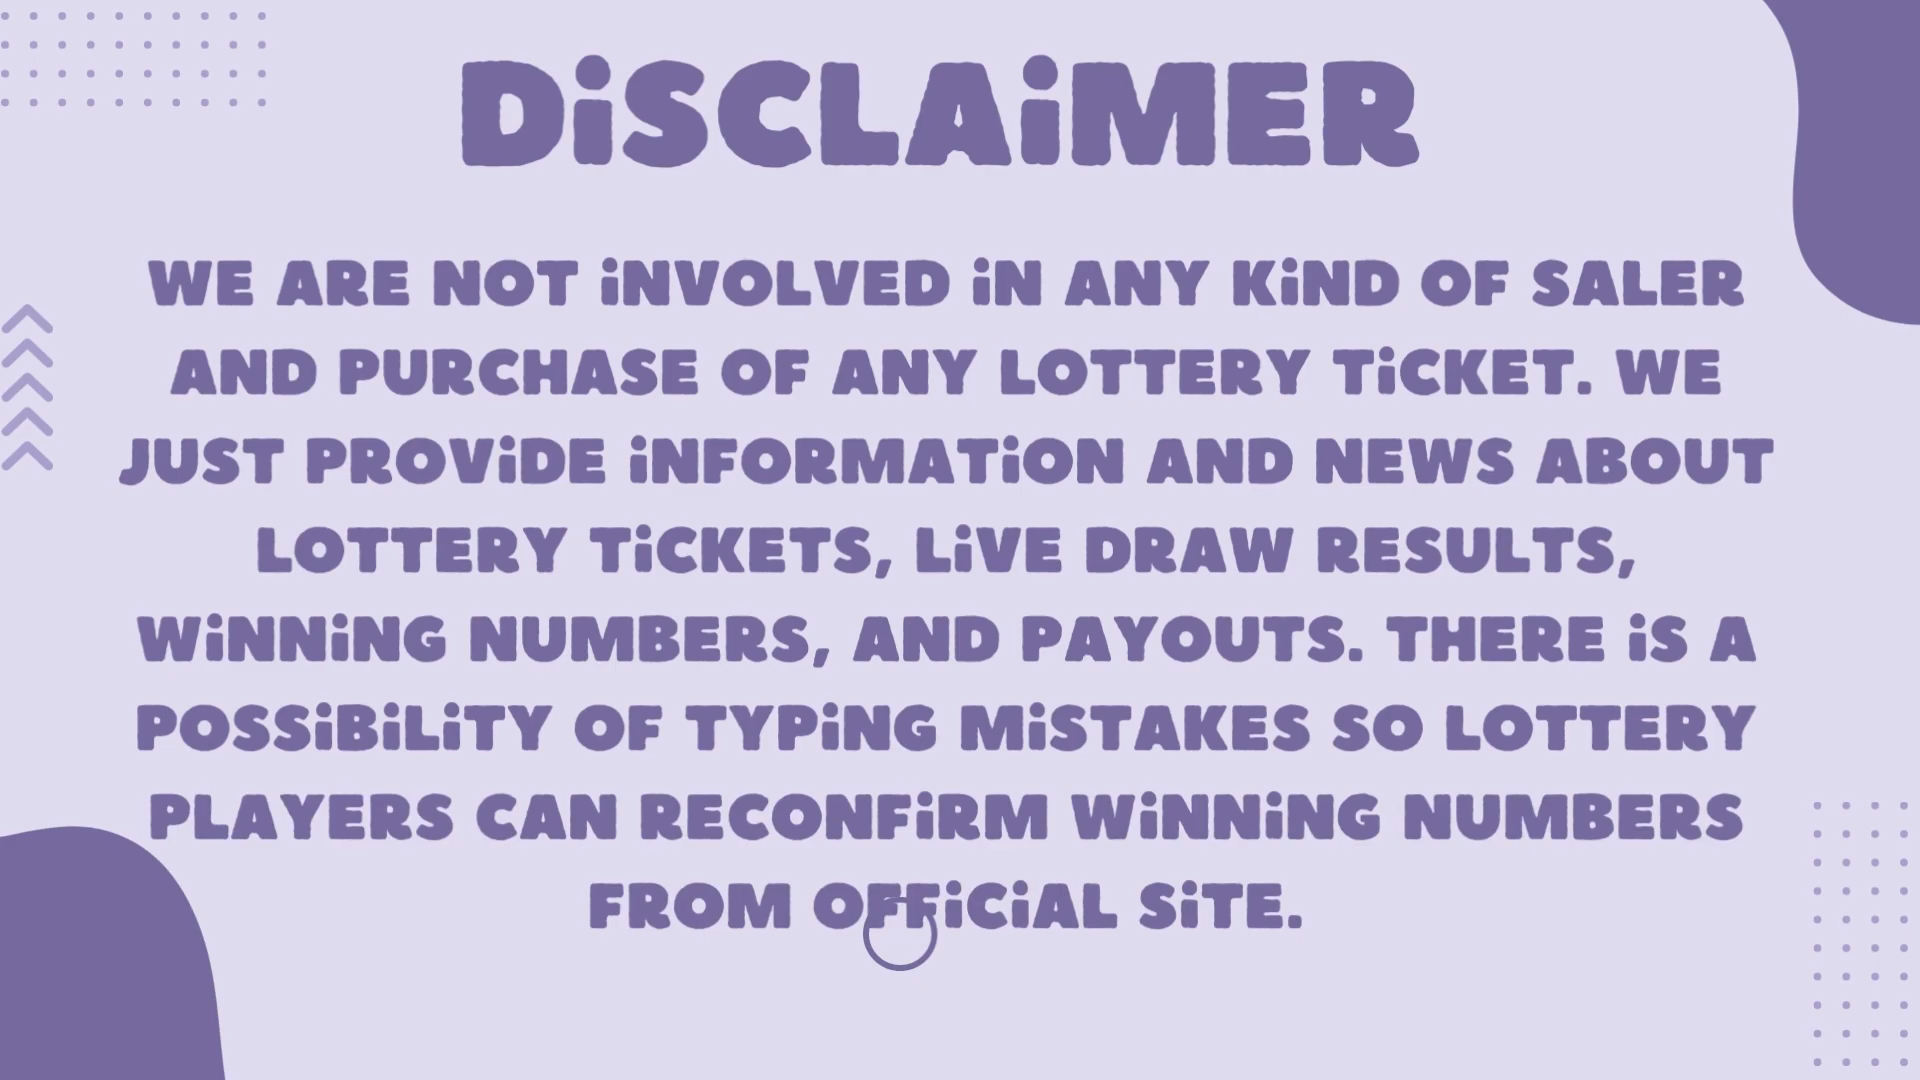 DiSCLAiMER
WE ARE NOT iNVOLVED iN ANY KiND OF SALER
AND PURCHASE OF ANY LOTTERY TiCKET. WE
JUST PROViDE iNFORMATiON AND NEWS ABOUT
LOTTERY TiCKETS, LiVE DRAW RESULTS,
WiNNiNG NUMBERS, AND PAYOUTS. THERE iS A
POSSiBiLiTY OF TYPiNG MiSTAKES SO LOTTERY
PLAYERS CAN RECONFiRM WiNNiNG NUMBERS
FROM OFFiCiAL SiTE.